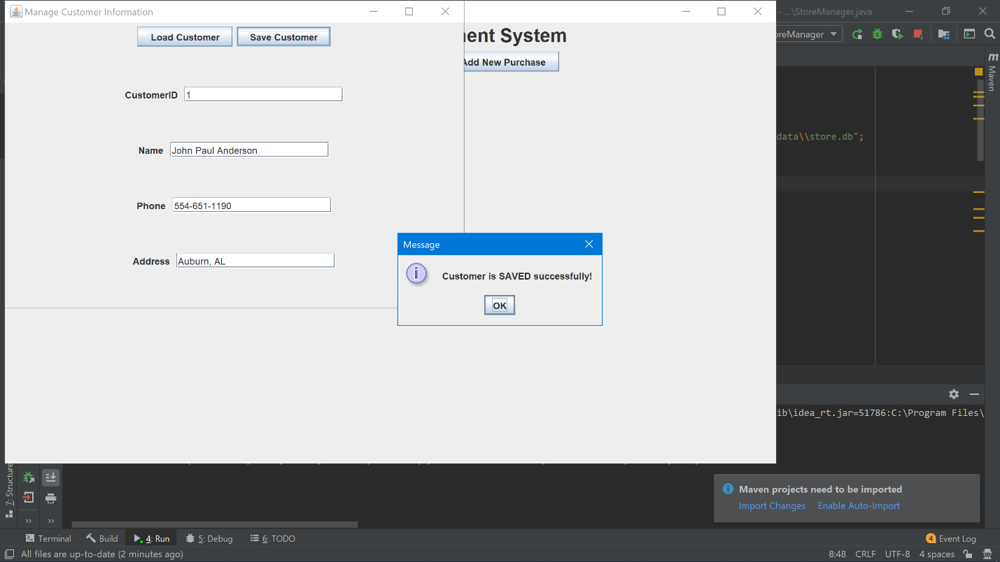 Manage Customer Information
- ...\StoreManager.java
Load Customer
Save Customer
ent System
oreManager
Add New Purchase
m
Maven
CustomerID
1
data\\store.db";
Name
John Paul Anderson
Phone
554-651-1190
Message
Address
Auburn, AL
i
Customer is SAVED successfully!
OK
ib\idea_rt.jar=51786:C:\Program Files\
7: Structure
Maven projects need to be imported
Import Changes
Enable Auto-Import
Terminal
Build
4: Run
5: Debug
6: TODO
4
Event Log
All files are up-to-date (2 minutes ago)
8:48
CRLF
UTF-8
4 spaces